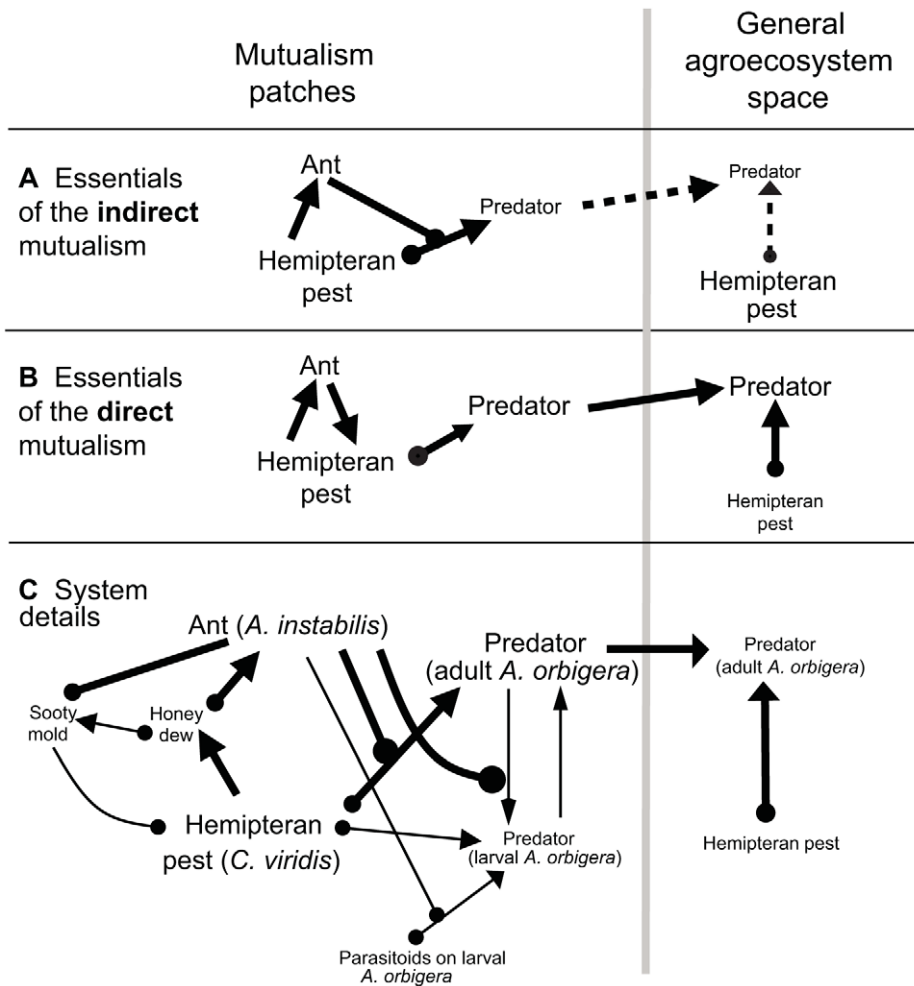 Mutualism
patches
General
agroecosystem
space
A Essentials
of the indirect
mutualism
Ant
Predator
Hemipteran
pest
Predator
Hemipteran
pest
B Essentials
of the direct
mutualism
Ant
Predator
Hemipteran
pest
Predator
Hemipteran
pest
C System
details
Ant (A. instabilis)
Predator
(adult A. orbigera)
Sooty
mold
Honey
dew
Hemipteran
pest (C. viridis)
Predator
(larval A. orbigera)
Parasitoids on larval
A. orbigera
Predator
(adult A. orbigera)
Hemipteran pest